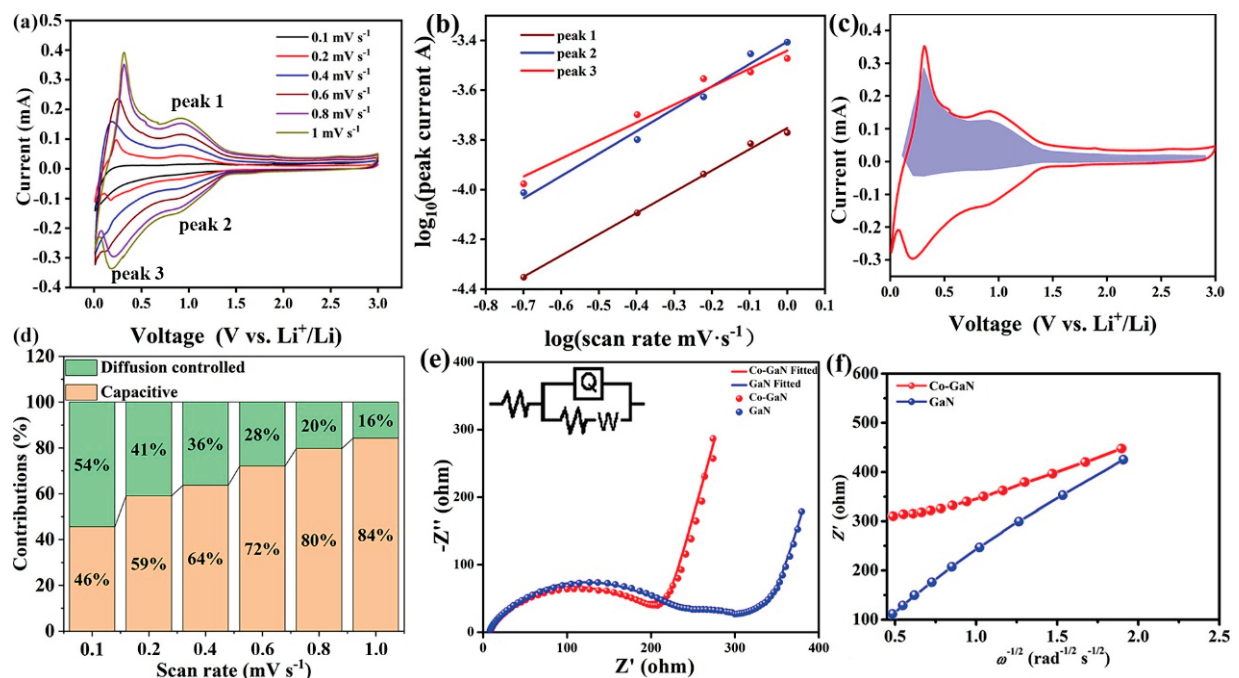 (a)
0.1 mV s⁻¹
0.2 mV s⁻¹
0.4 mV s⁻¹
0.6 mV s⁻¹
0.8 mV s⁻¹
1 mV s⁻¹
peak 1
peak 2
peak 3
0.5
0.4
0.3
0.2
0.1
0.0
-0.1
-0.2
-0.3
-0.4
Current (mA)
0.0 0.5 1.0 1.5 2.0 2.5 3.0
Voltage (V vs. Li⁺/Li)
(b)
peak 1
peak 2
peak 3
-3.4
-3.6
-3.8
-4.0
-4.2
-4.4
log₁₀(peak current A)
-0.8 -0.7 -0.6 -0.5 -0.4 -0.3 -0.2 -0.1 0.0 0.1
log(scan rate mV·s⁻¹)
(c)
0.4
0.3
0.2
0.1
0.0
0.1
0.2
0.3
Current (mA)
0.0 0.5 1.0 1.5 2.0 2.5 3.0
Voltage (V vs. Li⁺/Li)
(d)
Diffusion controlled
Capacitive
120
100
80
60
40
20
0
Contributions (%)
54% 41% 36% 28% 20% 16%
46% 59% 64% 72% 80% 84%
0.1 0.2 0.4 0.6 0.8 1.0
Scan rate (mV s⁻¹)
(e)
Q
W
Co-GaN Fitted
GaN Fitted
Co-GaN
GaN
400
300
200
100
0
-Z'' (ohm)
0 100 200 300 400
Z' (ohm)
(f)
Co-GaN
GaN
600
500
400
300
200
100
Z' (ohm)
0.5 1.0 1.5 2.0 2.5
ω⁻¹/² (rad⁻¹/² s⁻¹/²)